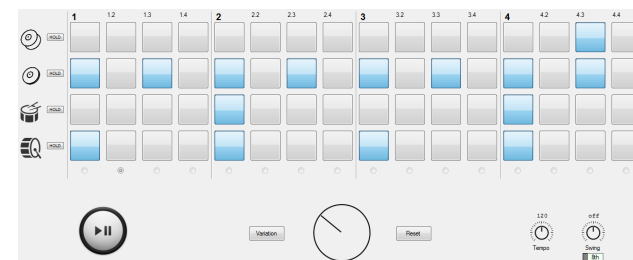 1 1.2 1.3 1.4 2 2.2 2.3 2.4 3 3.2 3.3 3.4 4 4.2 4.3 4.4
HOLD
HOLD
HOLD
HOLD
Variation Reset
120 off
Tempo Swing
8th